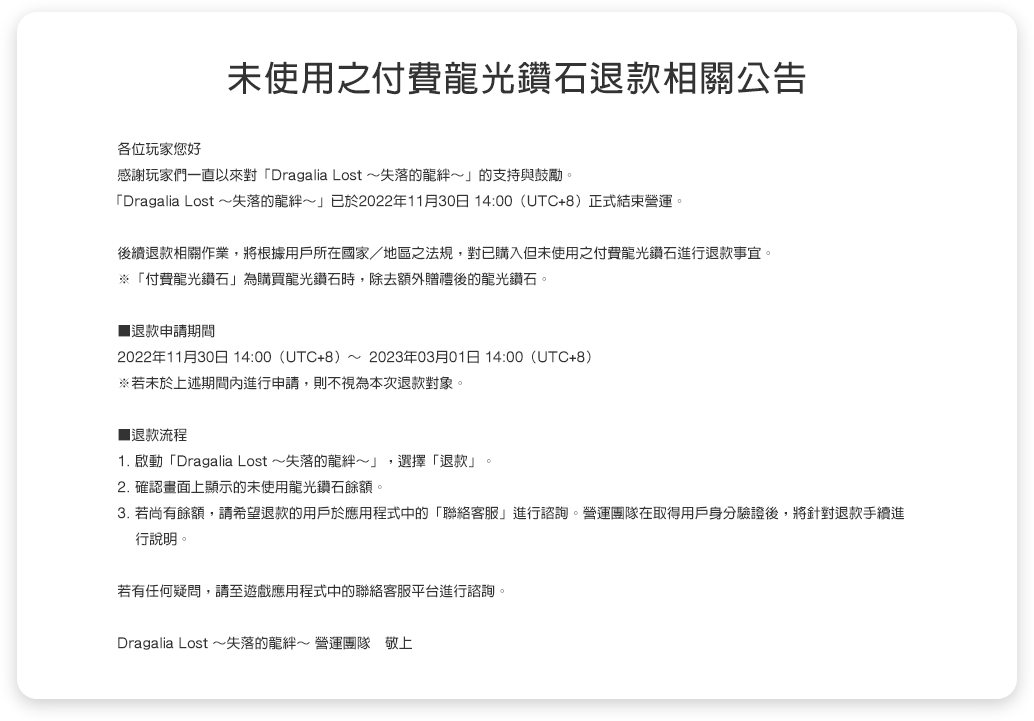 未使用之付費龍光鑽石退款相關公告
各位玩家您好
感謝玩家們一直以來對「Dragalia Lost ～失落的龍絆～」的支持與鼓勵。
「Dragalia Lost ～失落的龍絆～」已於2022年11月30日 14:00（UTC+8）正式結束營運。
後續退款相關作業，將根據用戶所在國家／地區之法規，對已購入但未使用之付費龍光鑽石進行退款事宜。
※「付費龍光鑽石」為購買龍光鑽石時，除去額外贈禮後的龍光鑽石。
■退款申請期間
2022年11月30日 14:00（UTC+8）～ 2023年03月01日 14:00（UTC+8）
※若未於上述期間內進行申請，則不視為本次退款對象。
■退款流程
1. 啟動「Dragalia Lost ～失落的龍絆～」，選擇「退款」。
2. 確認畫面上顯示的未使用龍光鑽石餘額。
3. 若尚有餘額，請希望退款的用戶於應用程式中的「聯絡客服」進行諮詢。營運團隊在取得用戶身分驗證後，將針對退款手續進
行說明。
若有任何疑問，請至遊戲應用程式中的聯絡客服平台進行諮詢。
Dragalia Lost ～失落的龍絆～ 營運團隊　敬上